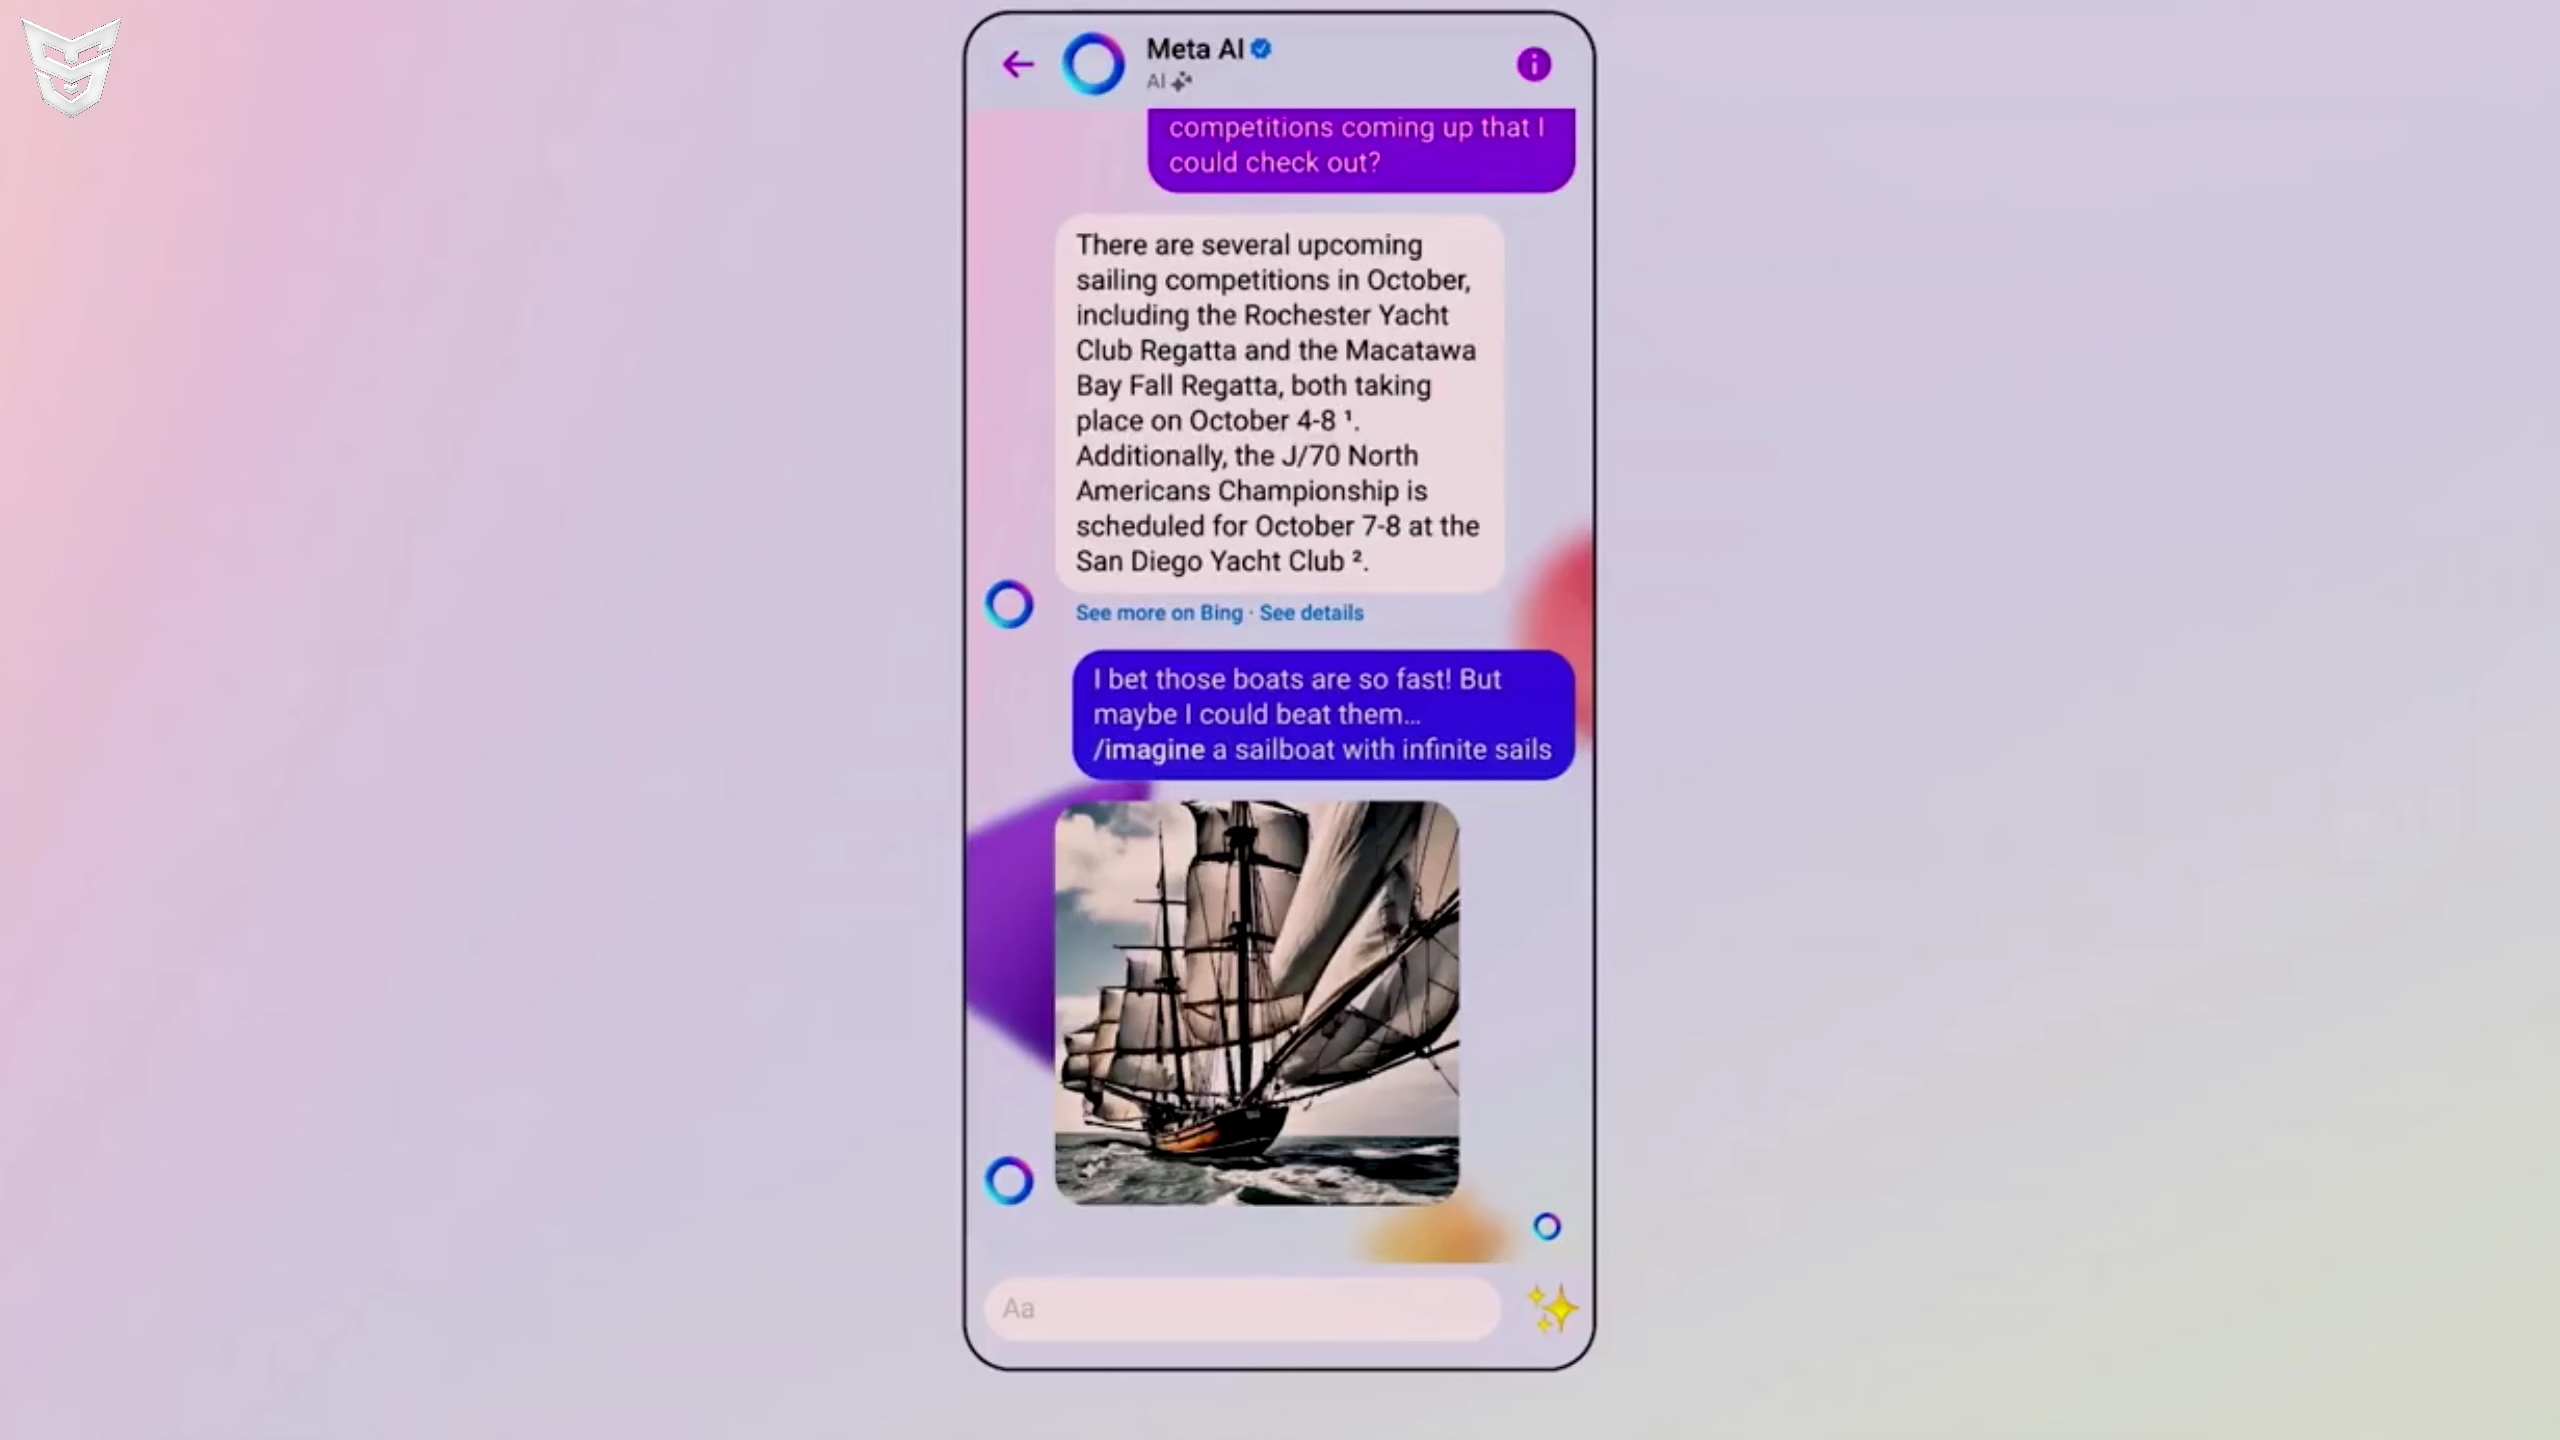 Meta AI
AI
competitions coming up that I
could check out?
There are several upcoming
sailing competitions in October,
including the Rochester Yacht
Club Regatta and the Macatawa
Bay Fall Regatta, both taking
place on October 4-8 ¹.
Additionally, the J/70 North
Americans Championship is
scheduled for October 7-8 at the
San Diego Yacht Club ².
See more on Bing · See details
I bet those boats are so fast! But
maybe I could beat them...
/imagine a sailboat with infinite sails
Aa